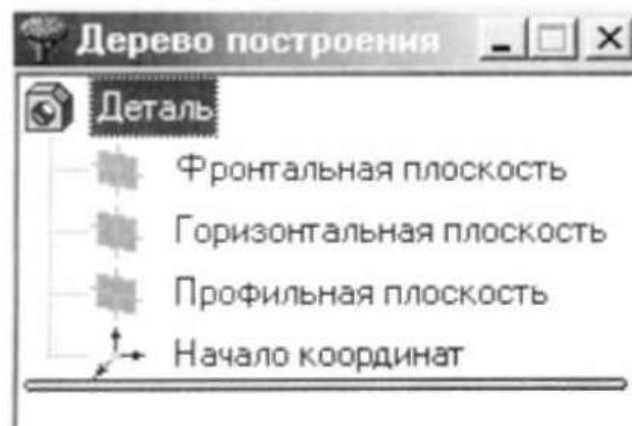 Дерево построения
Деталь
Фронтальная плоскость
Горизонтальная плоскость
Профильная плоскость
Начало координат